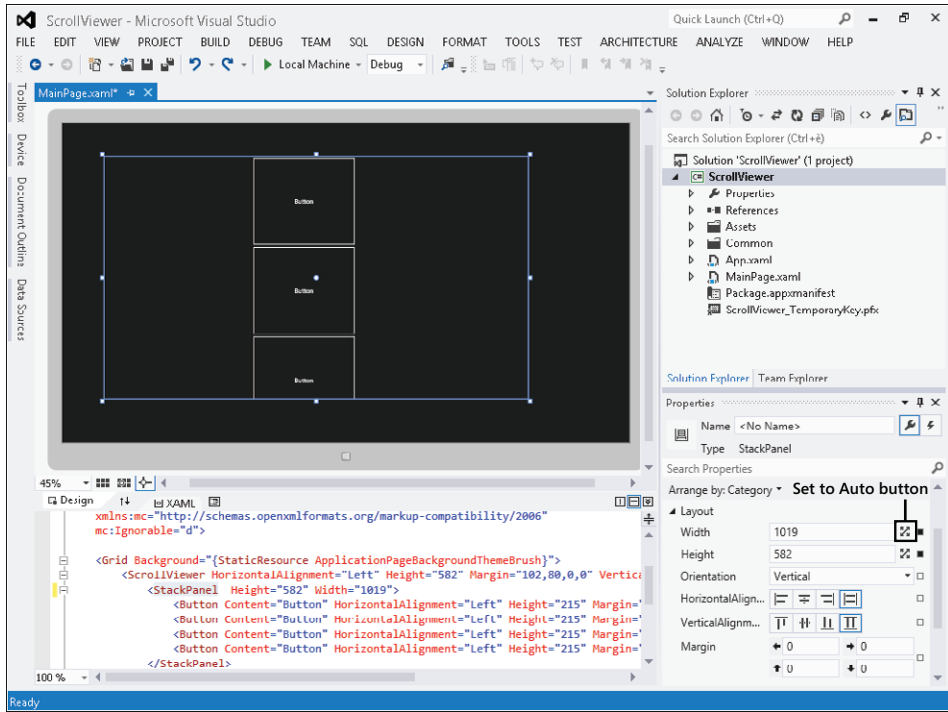 ScrollViewer - Microsoft Visual Studio
Quick Launch (Ctrl+Q)
FILE EDIT VIEW PROJECT BUILD DEBUG TEAM SQL DESIGN FORMAT TOOLS TEST ARCHITECTURE ANALYZE WINDOW HELP
Local Machine Debug
Toolbox
Device
Document Outline
Data Sources
MainPage.xaml*
Button
Button
Button
45%
Design
XAML
xmlns:mc="http://schemas.openxmlformats.org/markup-compatibility/2006"
mc:Ignorable="d">
<Grid Background="{StaticResource ApplicationPageBackgroundThemeBrush}">
<ScrollViewer HorizontalAlignment="Left" Height="582" Margin="102,80,0,0" Vertica
<StackPanel Height="582" Width="1019">
<Button Content="Button" HorizontalAlignment="Left" Height="215" Margin="
<Button Content="Button" HorizontalAlignment="Left" Height="215" Margin="
<Button Content="Button" HorizontalAlignment="Left" Height="215" Margin="
<Button Content="Button" HorizontalAlignment="Left" Height="215" Margin="
</StackPanel>
100 %
Ready
Solution Explorer
Search Solution Explorer (Ctrl+è)
Solution 'ScrollViewer' (1 project)
C# ScrollViewer
Properties
References
Assets
Common
App.xaml
MainPage.xaml
Package.appxmanifest
ScrollViewer_TemporaryKey.pfx
Solution Explorer Team Explorer
Properties
Name <No Name>
Type StackPanel
Search Properties
Arrange by: Category
Set to Auto button
Layout
Width 1019
Height 582
Orientation Vertical
HorizontalAlign...
VerticalAlignm...
Margin 0 0
0 0